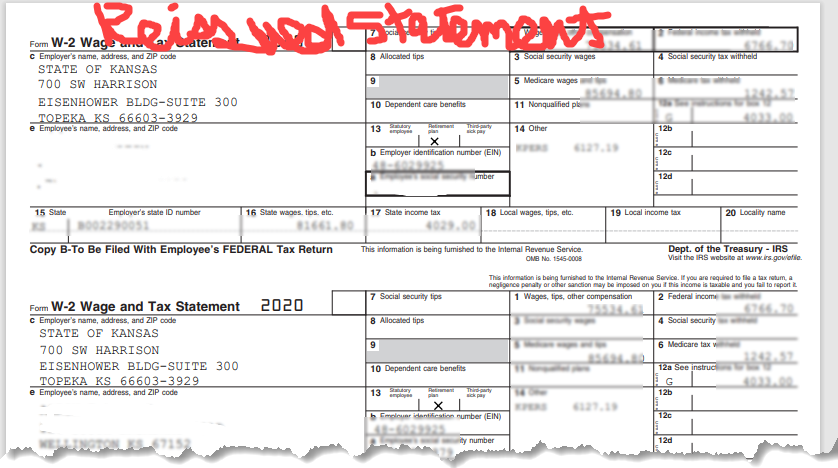 Reissued Statement
7
1
2 Federal income tax withheld
Form W-2 Wage and Tax Statement
75534.61
6766.70
c Employer's name, address, and ZIP code
8 Allocated tips
3 Social security wages
4 Social security tax withheld
STATE OF KANSAS
700 SW HARRISON
9
5 Medicare wages and tips
6 Medicare tax withheld
85694.80
1242.57
EISENHOWER BLDG-SUITE 300
10 Dependent care benefits
11 Nonqualified plans
12a See instructions for box 12
TOPEKA KS 66603-3929
G
4033.00
e Employee's name, address, and ZIP code
13 Statutory employee Retirement plan Third-party sick pay
X
14 Other
12b
KPERS 6127.19
b Employer identification number (EIN)
12c
48-6029925
a Employee's social security number
12d
15 State Employer's state ID number
16 State wages, tips, etc.
17 State income tax
18 Local wages, tips, etc.
19 Local income tax
20 Locality name
KS
B002290051
81661.80
4029.00
Copy B-To Be Filed With Employee's FEDERAL Tax Return
This information is being furnished to the Internal Revenue Service.
OMB No. 1545-0008
Dept. of the Treasury - IRS
Visit the IRS website at www.irs.gov/efile.
This information is being furnished to the Internal Revenue Service. If you are required to file a tax return, a
negligence penalty or other sanction may be imposed on you if this income is taxable and you fail to report it.
Form W-2 Wage and Tax Statement 2020
7 Social security tips
1 Wages, tips, other compensation
2 Federal income tax withheld
75534.61
6766.70
c Employer's name, address, and ZIP code
8 Allocated tips
3 Social security wages
4 Social security tax withheld
STATE OF KANSAS
700 SW HARRISON
9
5 Medicare wages and tips
6 Medicare tax withheld
85694.80
1242.57
EISENHOWER BLDG-SUITE 300
10 Dependent care benefits
11 Nonqualified plans
12a See instructions for box 12
TOPEKA KS 66603-3929
G
4033.00
e Employee's name, address, and ZIP code
13 Statutory employee Retirement plan Third-party sick pay
X
14 Other
12b
KPERS 6127.19
b Employer identification number (EIN)
12c
48-6029925
a Employee's social security number
12d
WELLINGTON KS 67152